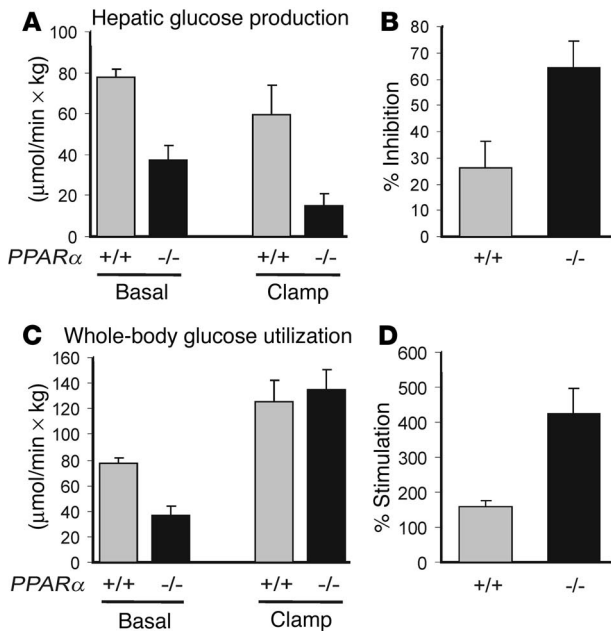 A Hepatic glucose production
(μmol/min × kg)
100
80
60
40
20
0
PPARα +/+ -/- +/+ -/-
Basal Clamp
B
% Inhibition
80
70
60
50
40
30
20
10
0
+/+ -/-
C Whole-body glucose utilization
(μmol/min × kg)
160
140
120
100
80
60
40
20
0
PPARα +/+ -/- +/+ -/-
Basal Clamp
D
% Stimulation
600
500
400
300
200
100
0
+/+ -/-